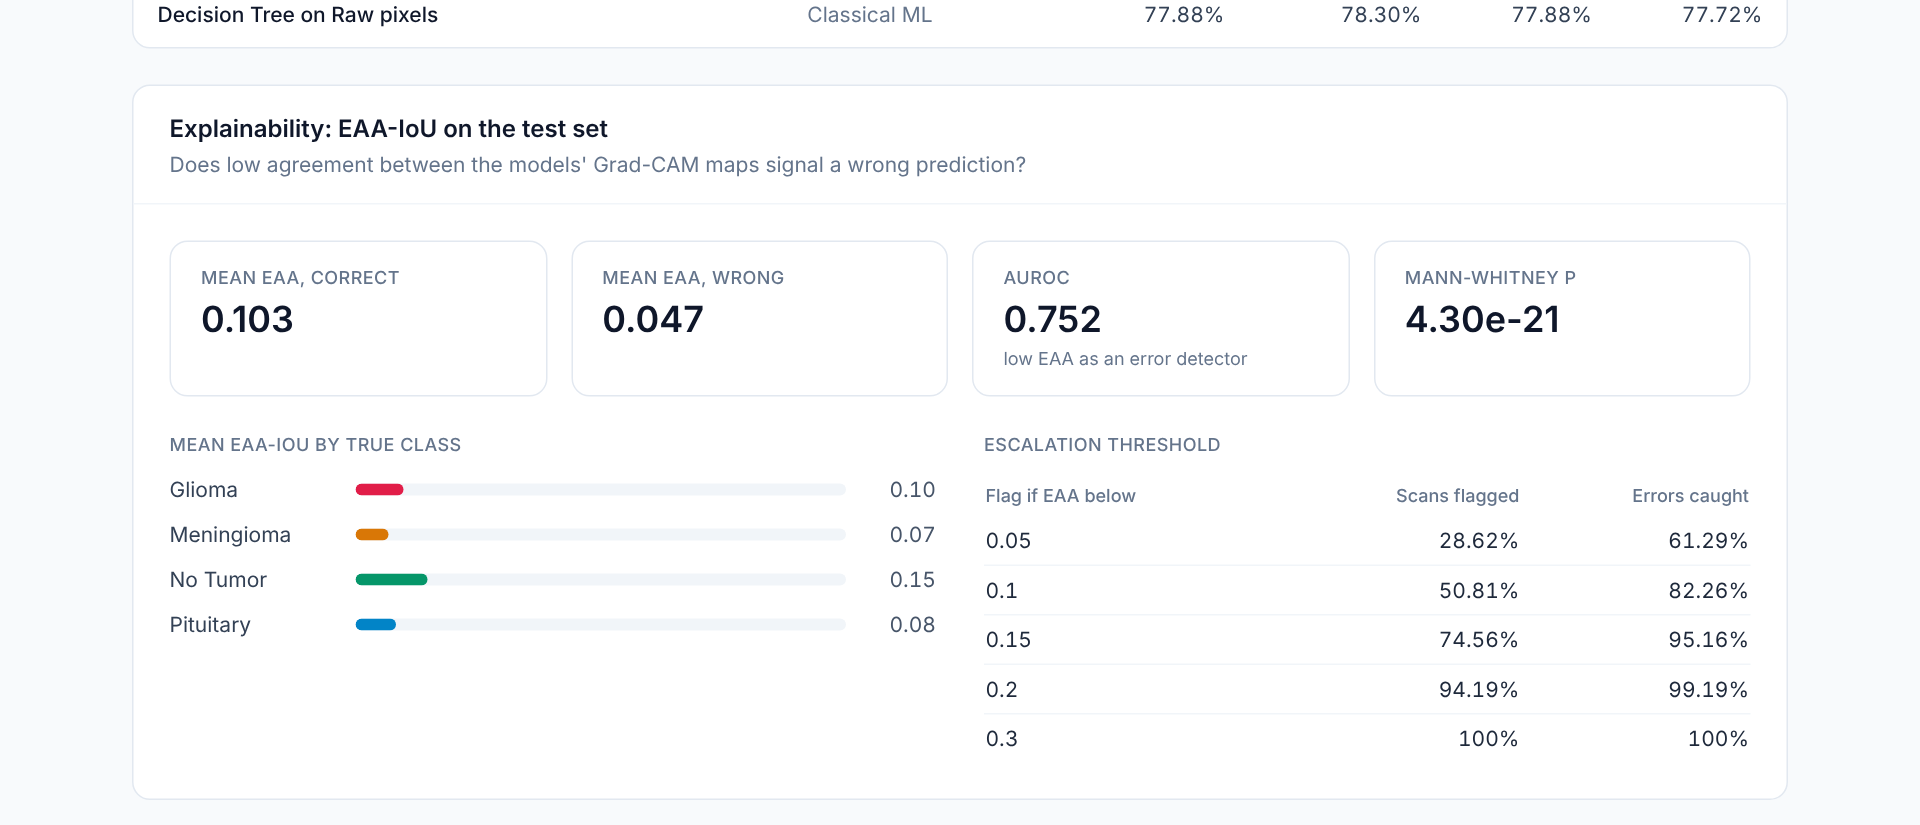 Decision Tree on Raw pixels Classical ML 77.88% 78.30% 77.88% 77.72%
Explainability: EAA-IoU on the test set
Does low agreement between the models' Grad-CAM maps signal a wrong prediction?
MEAN EAA, CORRECT
0.103
MEAN EAA, WRONG
0.047
AUROC
0.752
low EAA as an error detector
MANN-WHITNEY P
4.30e-21
MEAN EAA-IOU BY TRUE CLASS
Glioma 0.10
Meningioma 0.07
No Tumor 0.15
Pituitary 0.08
ESCALATION THRESHOLD
Flag if EAA below Scans flagged Errors caught
0.05 28.62% 61.29%
0.1 50.81% 82.26%
0.15 74.56% 95.16%
0.2 94.19% 99.19%
0.3 100% 100%